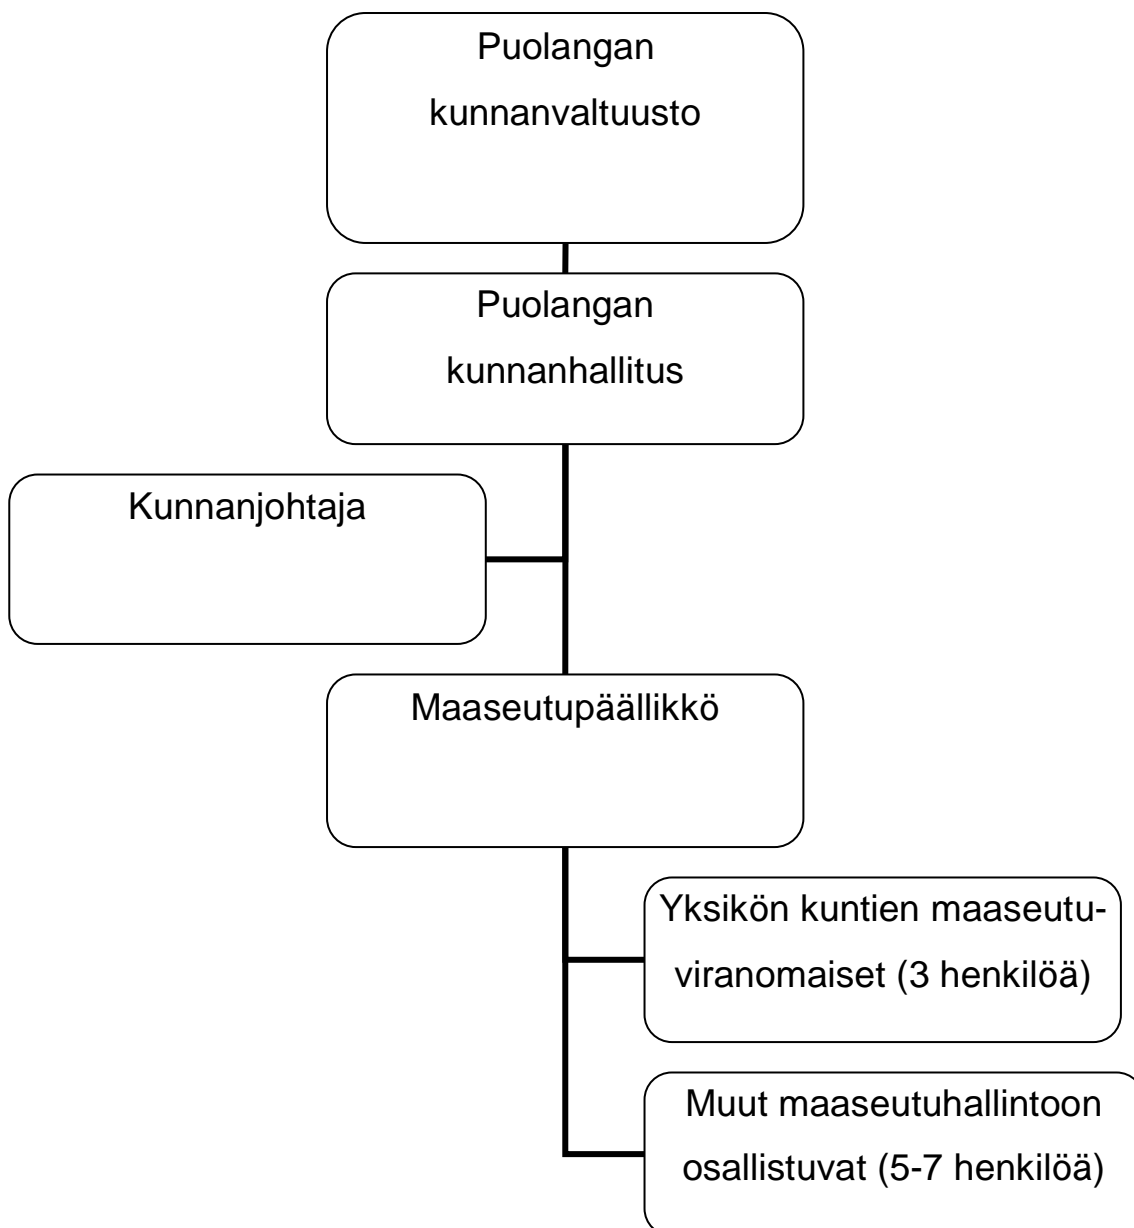 Puolangan
kunnanvaltuusto
Puolangan
kunnanhallitus
Kunnanjohtaja
Maaseutupäällikkö
Yksikön kuntien maaseutu-
viranomaiset (3 henkilöä)
Muut maaseutuhallintoon
osallistuvat (5-7 henkilöä)